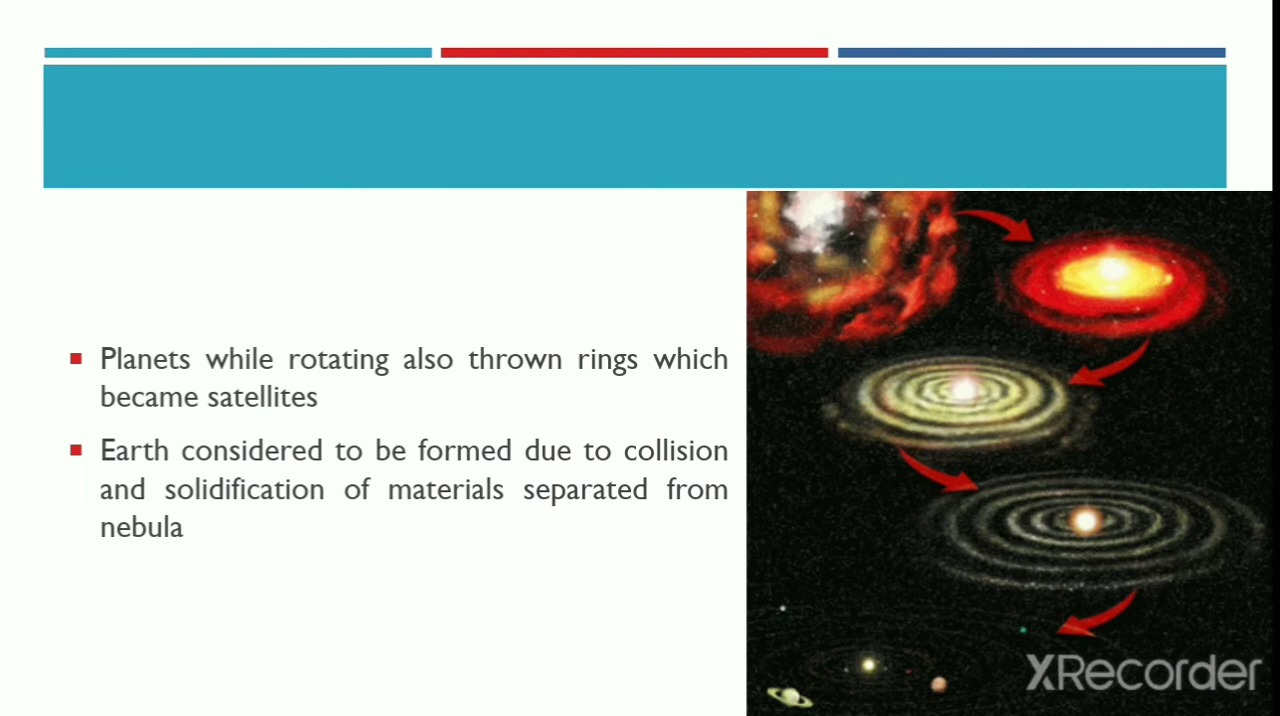 Planets while rotating also thrown rings which
became satellites
Earth considered to be formed due to collision
and solidification of materials separated from
nebula
XRecorder